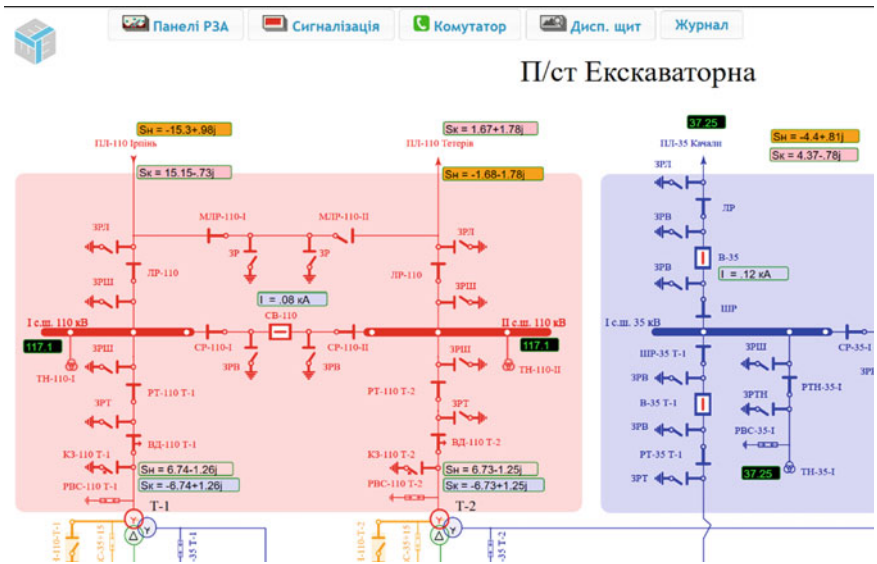 Панелі РЗА
Сигналізація
Комутатор
Дисп. щит
Журнал
П/ст Екскаваторна
Sн = -15.3+.98j
ПЛ-110 Ірпінь
Sк = 15.15-.73j
Sк = 1.67+1.78j
ПЛ-110 Тетерів
Sн = -1.68-1.78j
37.25
ПЛ-35 Качали
Sн = -4.4+.81j
Sк = 4.37-.78j
ЗРЛ
МЛР-110-I
МЛР-110-II
ЗРЛ
ЗРЛ
ЛР
ЗР
ЗР
ЗРВ
В-35
ЛР-110
ЛР-110
ЗРВ
I = .12 кА
ЗРШ
I = .08 кА
ЗРШ
ШР
I с.ш. 110 кВ
СВ-110
II с.ш. 110 кВ
I с.ш. 35 кВ
117.1
ЗРШ
СР-110-I
СР-110-II
ЗРШ
117.1
СР-35-I
ТН-110-I
ЗРВ
ЗРВ
ТН-110-II
ШР-35 Т-1
ЗРШ
ЗРВ
РТ-110 Т-1
РТ-110 Т-2
РТН-35-I
ЗРТ
ЗРТ
В-35 Т-1
ЗРТН
ЗРВ
РВС-35-I
ВД-110 Т-1
ВД-110 Т-2
КЗ-110 Т-1
Sн = 6.74-1.26j
КЗ-110 Т-2
Sн = 6.73-1.25j
РТ-35 Т-1
РВС-110 Т-1
Sк = -6.74+1.26j
РВС-110 Т-2
Sк = -6.73+1.25j
ЗРТ
37.25
ТН-35-I
Т-1
Т-2
-35 Т-1
-35 Т-2